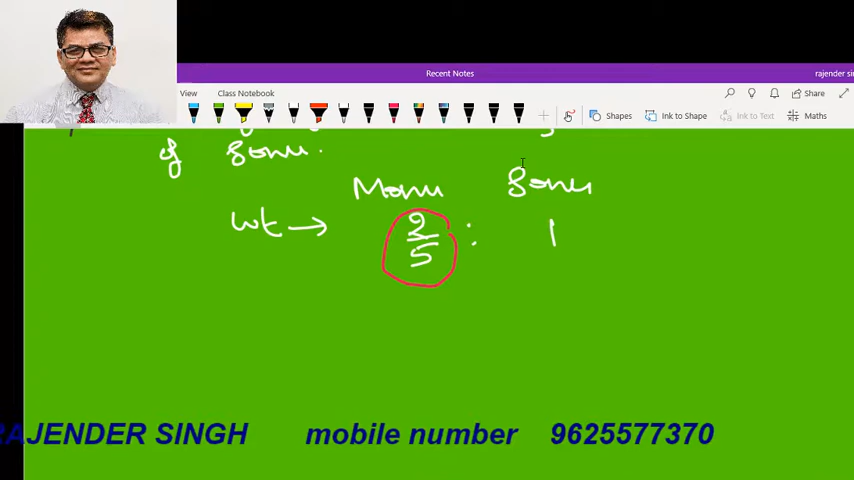 Recent Notes
rajender sin
View Class Notebook
Share
Shapes Ink to Shape Ink to Text Maths
of Sonu.
Monu Sonu
wt → 2/5 : 1
RAJENDER SINGH mobile number 9625577370